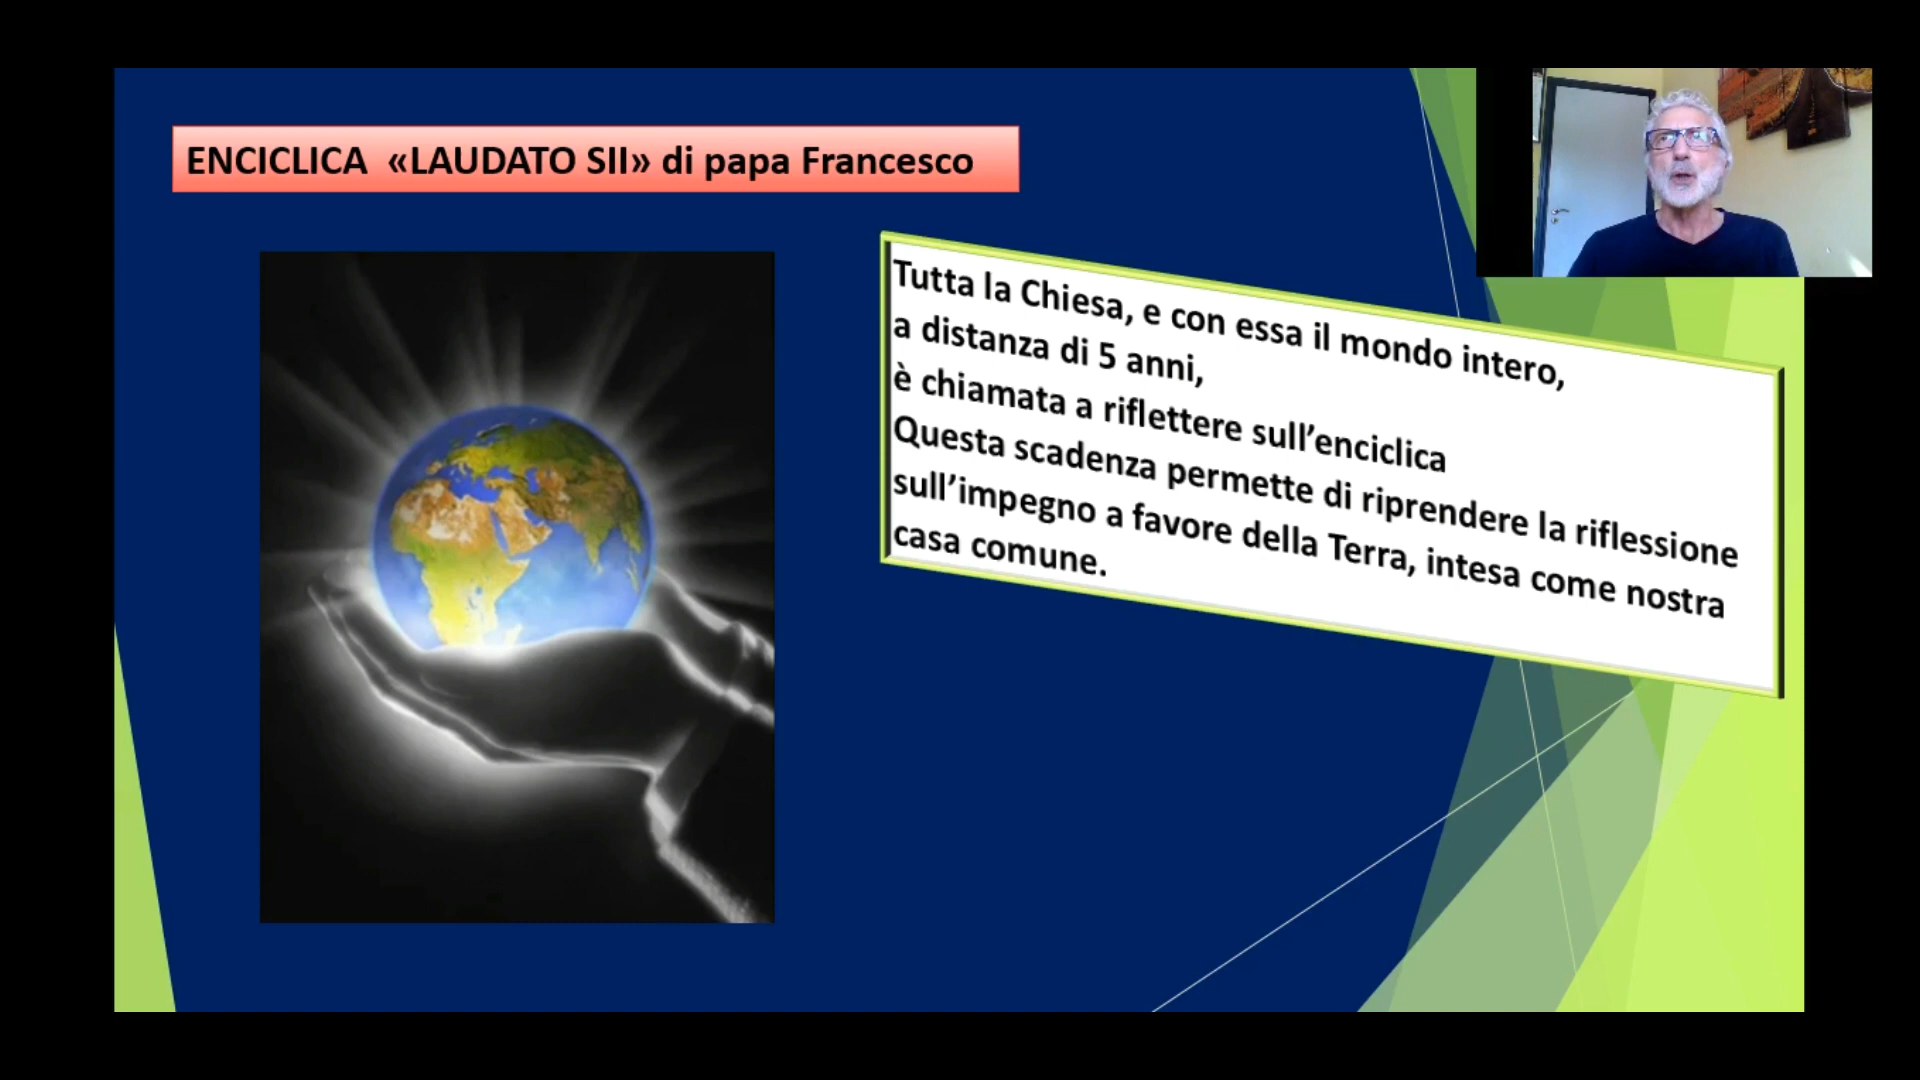 ENCICLICA «LAUDATO SII» di papa Francesco
Tutta la Chiesa, e con essa il mondo intero,
a distanza di 5 anni,
è chiamata a riflettere sull’enciclica
Questa scadenza permette di riprendere la riflessione
sull’impegno a favore della Terra, intesa come nostra
casa comune.